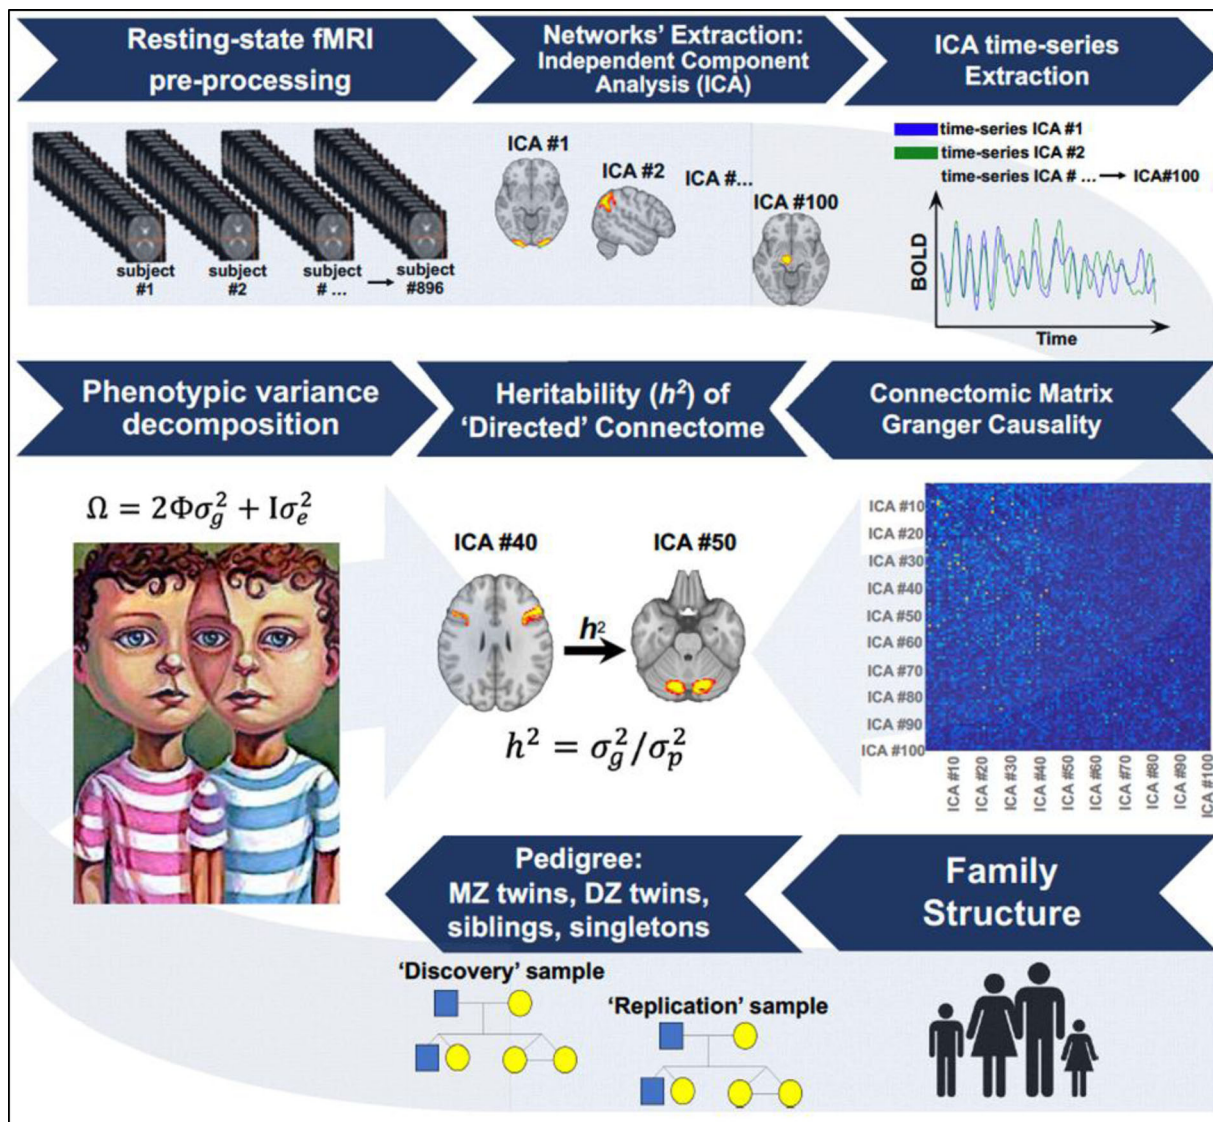 Resting-state fMRI
pre-processing
Networks' Extraction:
Independent Component
Analysis (ICA)
ICA time-series
Extraction
subject
#1
subject
#2
subject
# ...
subject
#896
ICA #1
ICA #2
ICA #...
ICA #100
time-series ICA #1
time-series ICA #2
time-series ICA # ... → ICA#100
BOLD
Time
Phenotypic variance
decomposition
Heritability (h²) of
'Directed' Connectome
Connectomic Matrix
Granger Causality
Ω = 2Φσ_g² + Iσ_e²
ICA #40
ICA #50
h²
h² = σ_g²/σ_p²
ICA #10
ICA #20
ICA #30
ICA #40
ICA #50
ICA #60
ICA #70
ICA #80
ICA #90
ICA #100
ICA #10
ICA #20
ICA #30
ICA #40
ICA #50
ICA #60
ICA #70
ICA #80
ICA #90
ICA #100
Pedigree:
MZ twins, DZ twins,
siblings, singletons
Family
Structure
'Discovery' sample
'Replication' sample